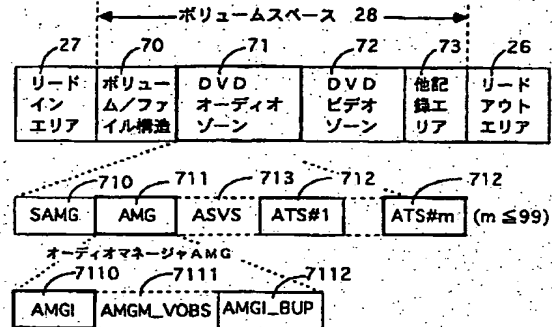 ボリュームスペース 28
27 70 71 72 73 26
リード ボリュー DVD DVD 他記 リード
イン ム/ファ オーディオ ビデオ 録エ アウト
エリア イル構造 ゾーン ゾーン リア エリア
710 711 713 712 712
SAMG AMG ASVS ATS#1 ATS#m (m≦99)
オーディオマネージャAMG
7110 7111 7112
AMGI AMGM_VOBS AMGI_BUP